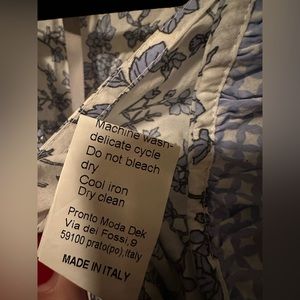 Machine wash-
delicate cycle
Do not bleach
dry
Cool iron
Dry clean
Pronto Moda Dek
Via dei Fossi,9
59100 prato(po),italy
MADE IN ITALY